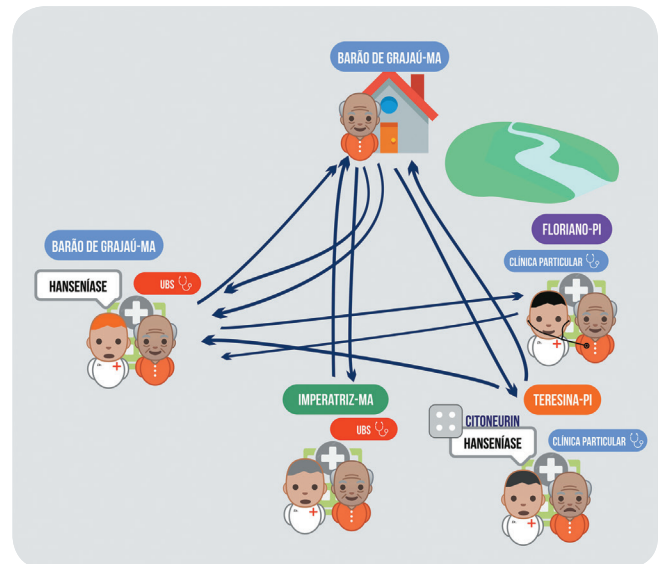 BARÃO DE GRAJAÚ-MA
FLORIANO-PI
BARÃO DE GRAJAÚ-MA
CLÍNICA PARTICULAR
HANSENÍASE
UBS
IMPERATRIZ-MA
TERESINA-PI
UBS
CITONEURIN
HANSENÍASE
CLÍNICA PARTICULAR